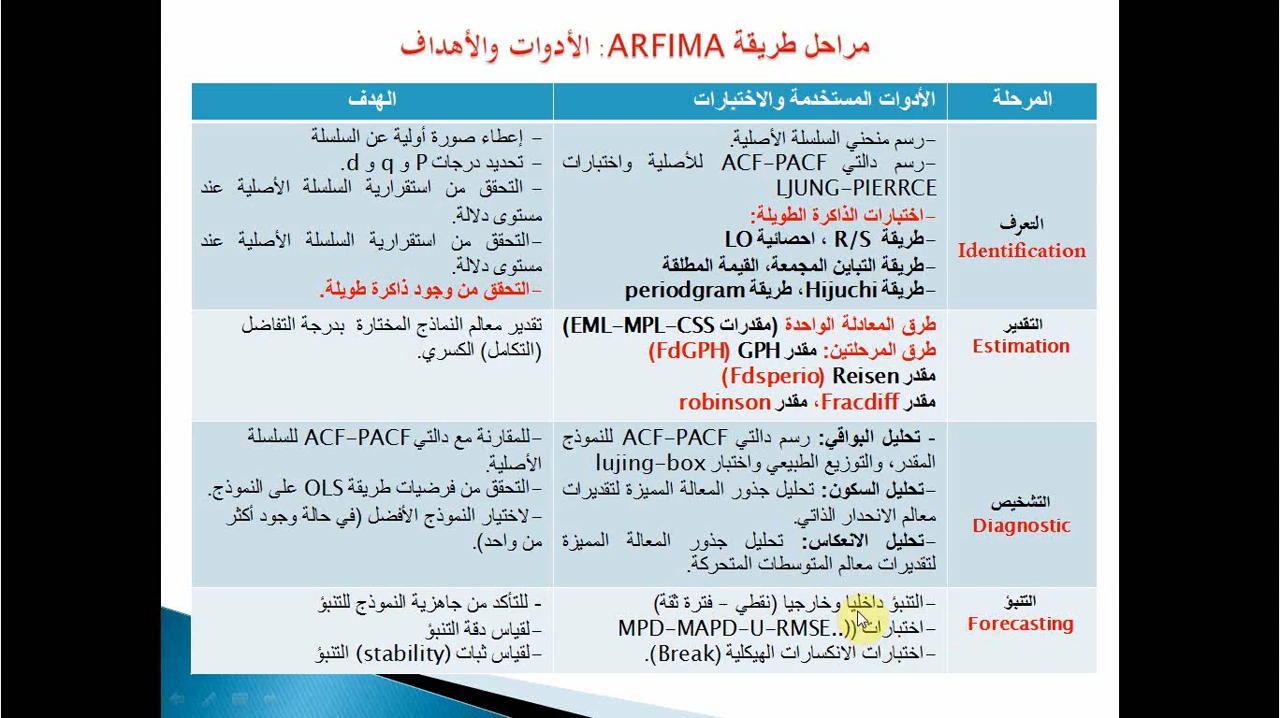 مراحل طريقة ARFIMA: الأدوات والأهداف
المرحلة
الأدوات المستخدمة والاختبارات
الهدف
التعرف
Identification
-رسم منحني السلسلة الأصلية.
-رسم دالتي ACF-PACF للأصلية واختبارات
LJUNG-PIERRCE
-اختبارات الذاكرة الطويلة:
-طريقة R/S ، احصائية LO
-طريقة التباين المجمعة، القيمة المطلقة
-طريقة Hijuchi، طريقة periodgram
- إعطاء صورة أولية عن السلسلة
- تحديد درجات P و q و d.
- التحقق من استقرارية السلسلة الأصلية عند
مستوى دلالة.
-التحقق من استقرارية السلسلة الأصلية عند
مستوى دلالة.
-التحقق من وجود ذاكرة طويلة.
التقدير
Estimation
طرق المعادلة الواحدة (مقدرات EML-MPL-CSS)
طرق المرحلتين: مقدر GPH (FdGPH)
مقدر Reisen (Fdsperio)
مقدر Fracdiff، مقدر robinson
تقدير معالم النماذج المختارة بدرجة التفاضل
(التكامل) الكسري.
التشخيص
Diagnostic
- تحليل البواقي: رسم دالتي ACF-PACF للنموذج
المقدر، والتوزيع الطبيعي واختبار lujing-box
-تحليل السكون: تحليل جذور المعالة المميزة لتقديرات
معالم الانحدار الذاتي.
-تحليل الانعكاس: تحليل جذور المعالة المميزة
لتقديرات معالم المتوسطات المتحركة.
-للمقارنة مع دالتي ACF-PACF للسلسلة
الأصلية.
-التحقق من فرضيات طريقة OLS على النموذج.
-لاختيار النموذج الأفضل (في حالة وجود أكثر
من واحد).
التنبؤ
Forecasting
-التنبؤ داخليا وخارجيا (نقطي - فترة ثقة)
-اختبارات ((..MPD-MAPD-U-RMSE
-اختبارات الانكسارات الهيكلية (Break).
- للتأكد من جاهزية النموذج للتنبؤ
-لقياس دقة التنبؤ
-لقياس ثبات (stability) التنبؤ